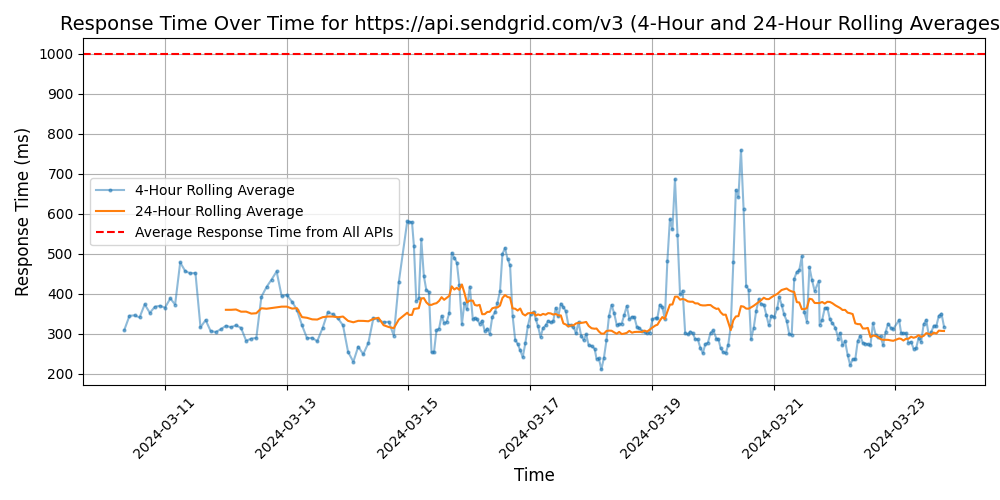 Response Time Over Time for https://api.sendgrid.com/v3 (4-Hour and 24-Hour Rolling Averages
Response Time (ms)
1000
900
800
700
600
500
400
300
200
4-Hour Rolling Average
24-Hour Rolling Average
Average Response Time from All APIs
2024-03-11
2024-03-13
2024-03-15
2024-03-17
2024-03-19
2024-03-21
2024-03-23
Time